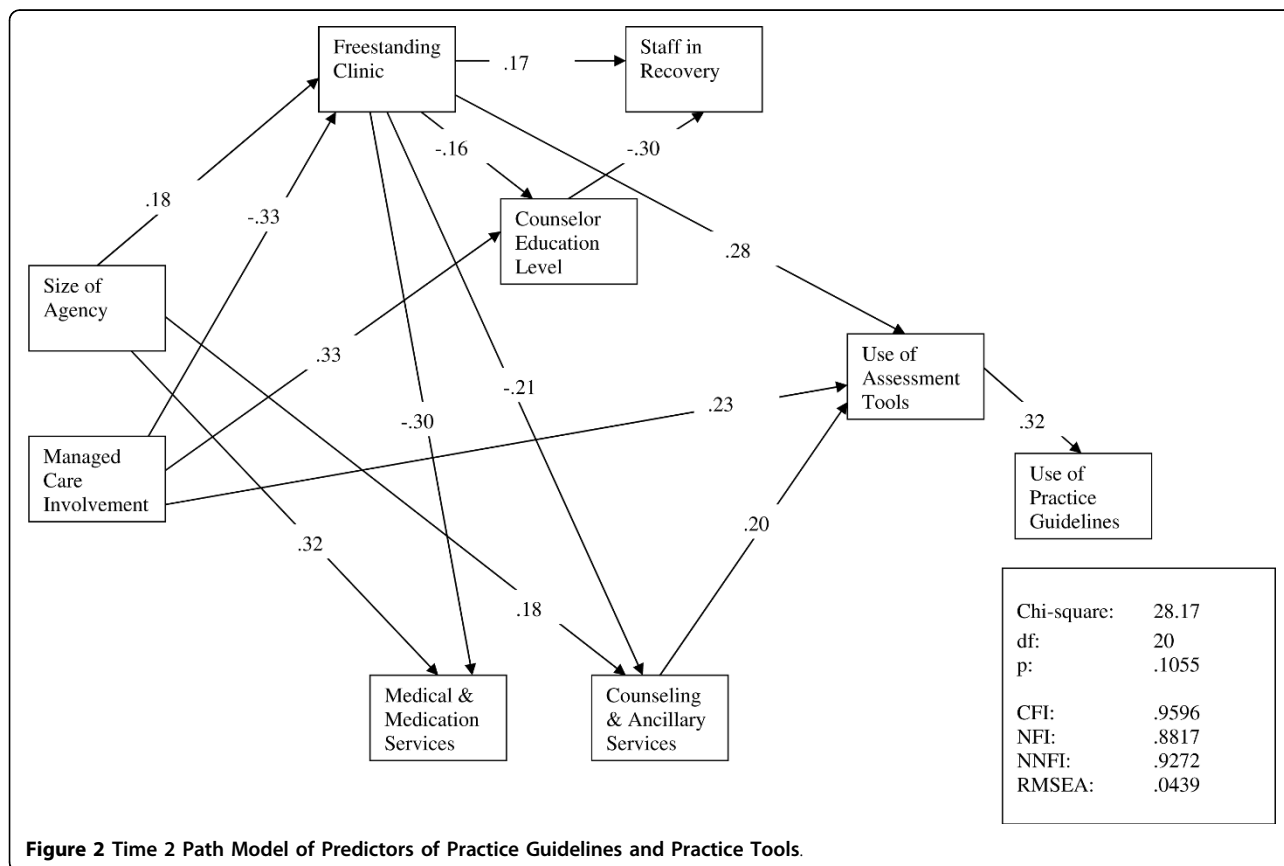 Freestanding
Clinic
Staff in
Recovery
.17
-.16
-.30
.18
-.33
Counselor
Education
Level
.28
Size of
Agency
.33
-.21
-.30
Use of
Assessment
Tools
.23
.32
Managed
Care
Involvement
Use of
Practice
Guidelines
.20
.32
.18
Medical &
Medication
Services
Counseling
& Ancillary
Services
Chi-square: 28.17
df: 20
p: .1055
CFI: .9596
NFI: .8817
NNFI: .9272
RMSEA: .0439
Figure 2 Time 2 Path Model of Predictors of Practice Guidelines and Practice Tools.